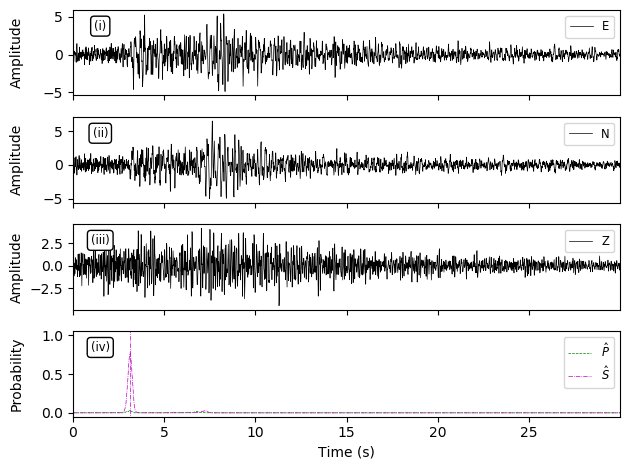 5
0
−5
Amplitude
(i)
E
5
0
−5
Amplitude
(ii)
N
2.5
0.0
−2.5
Amplitude
(iii)
Z
1.0
0.5
0.0
Probability
(iv)
P̂
Ŝ
0 5 10 15 20 25
Time (s)